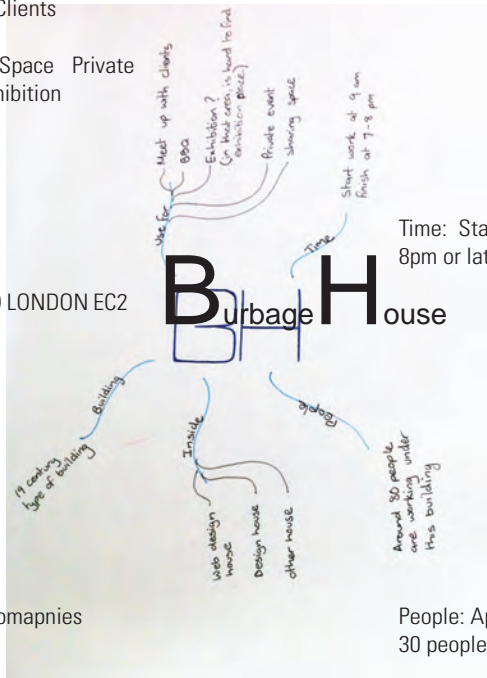 Clients
Space Private
hibition
Meet up with clients
BBQ
Exhibition?
(in that area, is hard to find
exhibition place.)
Private event
sharing space
use for
Start work at 9 am
finish at 7-8 pm
Time
Time: Sta
8pm or lat
LONDON EC2
Burbage House
BH
Building
19 century
type of building
Inside
Web design
house
Design house
other house
Around 80 people
are working under
this building
omapnies
People: Ap
30 people